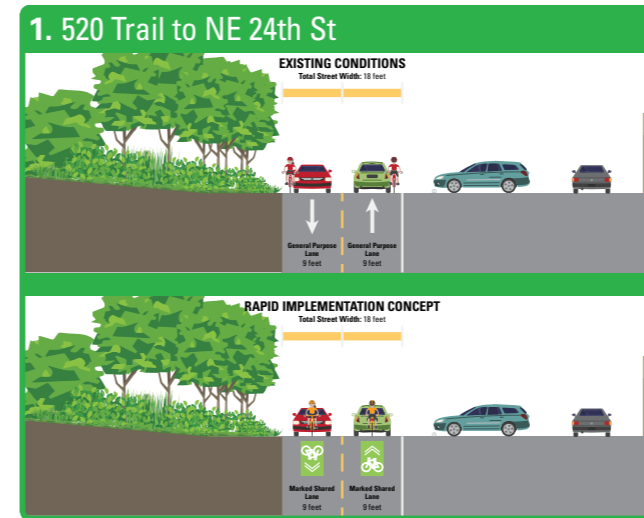 1. 520 Trail to NE 24th St
EXISTING CONDITIONS
Total Street Width: 18 feet
General Purpose
Lane
9 feet
General Purpose
Lane
9 feet
RAPID IMPLEMENTATION CONCEPT
Total Street Width: 18 feet
Marked Shared
Lane
9 feet
Marked Shared
Lane
9 feet